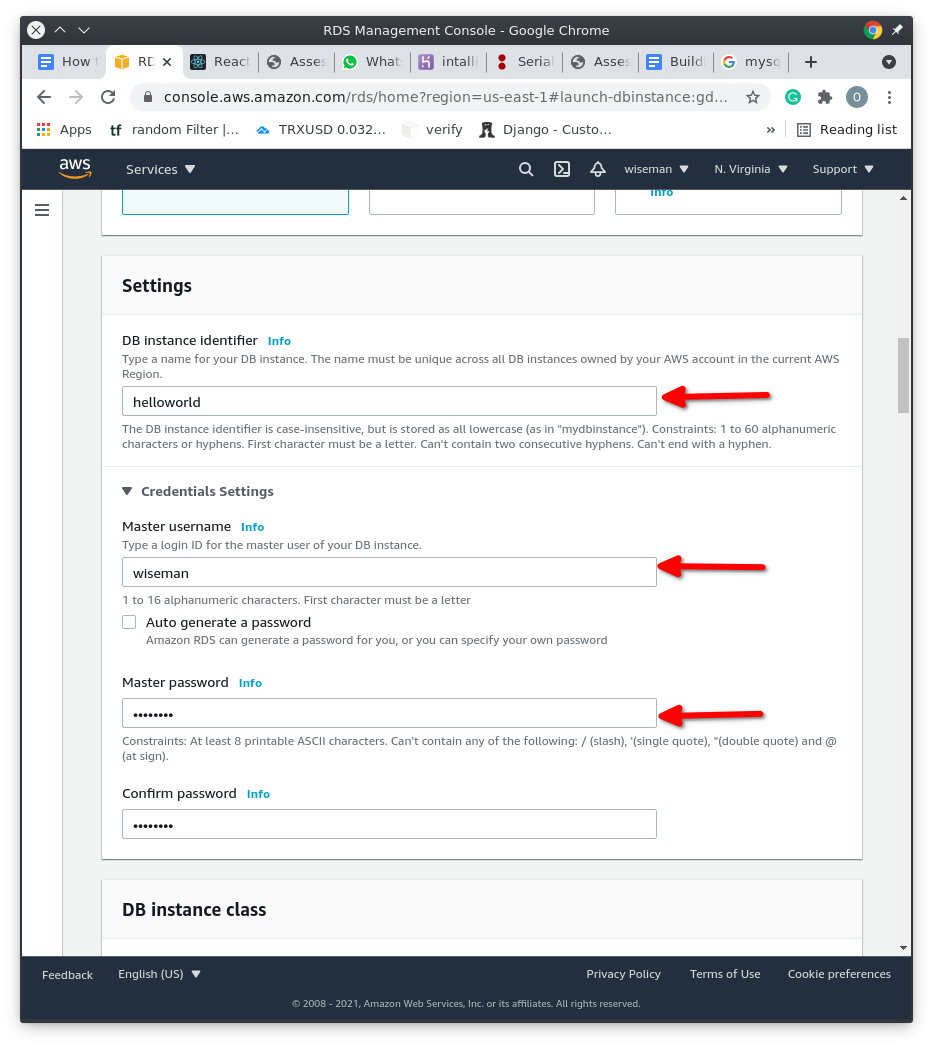 RDS Management Console - Google Chrome
How t RD React Asses What intalli Serial Asses Buildi mysq
console.aws.amazon.com/rds/home?region=us-east-1#launch-dbinstance:gd...
O
Apps tf random Filter |... TRXUSD 0.032... verify Django - Custo... » Reading list
aws Services wiseman N. Virginia Support
Info
Settings
DB instance identifier Info
Type a name for your DB instance. The name must be unique across all DB instances owned by your AWS account in the current AWS
Region.
helloworld
The DB instance identifier is case-insensitive, but is stored as all lowercase (as in "mydbinstance"). Constraints: 1 to 60 alphanumeric
characters or hyphens. First character must be a letter. Can't contain two consecutive hyphens. Can't end with a hyphen.
Credentials Settings
Master username Info
Type a login ID for the master user of your DB instance.
wiseman
1 to 16 alphanumeric characters. First character must be a letter
Auto generate a password
Amazon RDS can generate a password for you, or you can specify your own password
Master password Info
••••••••
Constraints: At least 8 printable ASCII characters. Can't contain any of the following: / (slash), '(single quote), "(double quote) and @
(at sign).
Confirm password Info
••••••••
DB instance class
Feedback English (US) Privacy Policy Terms of Use Cookie preferences
© 2008 - 2021, Amazon Web Services, Inc. or its affiliates. All rights reserved.